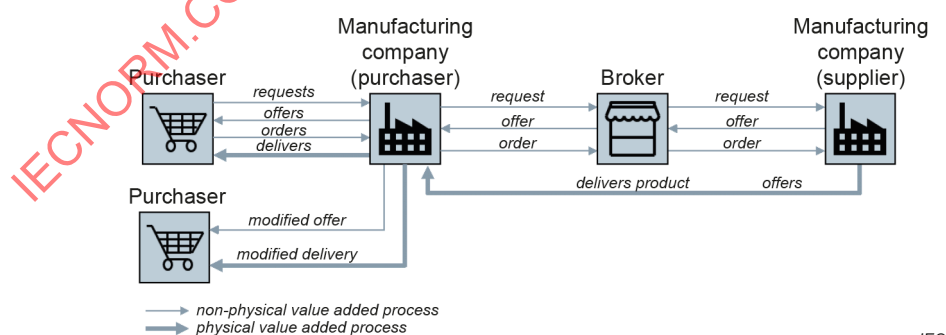 IECNORM.C
Manufacturing
company
(purchaser)
Manufacturing
company
(supplier)
Purchaser
Broker
requests
offers
orders
delivers
request
offer
order
request
offer
order
delivers product
offers
Purchaser
modified offer
modified delivery
non-physical value added process
physical value added process